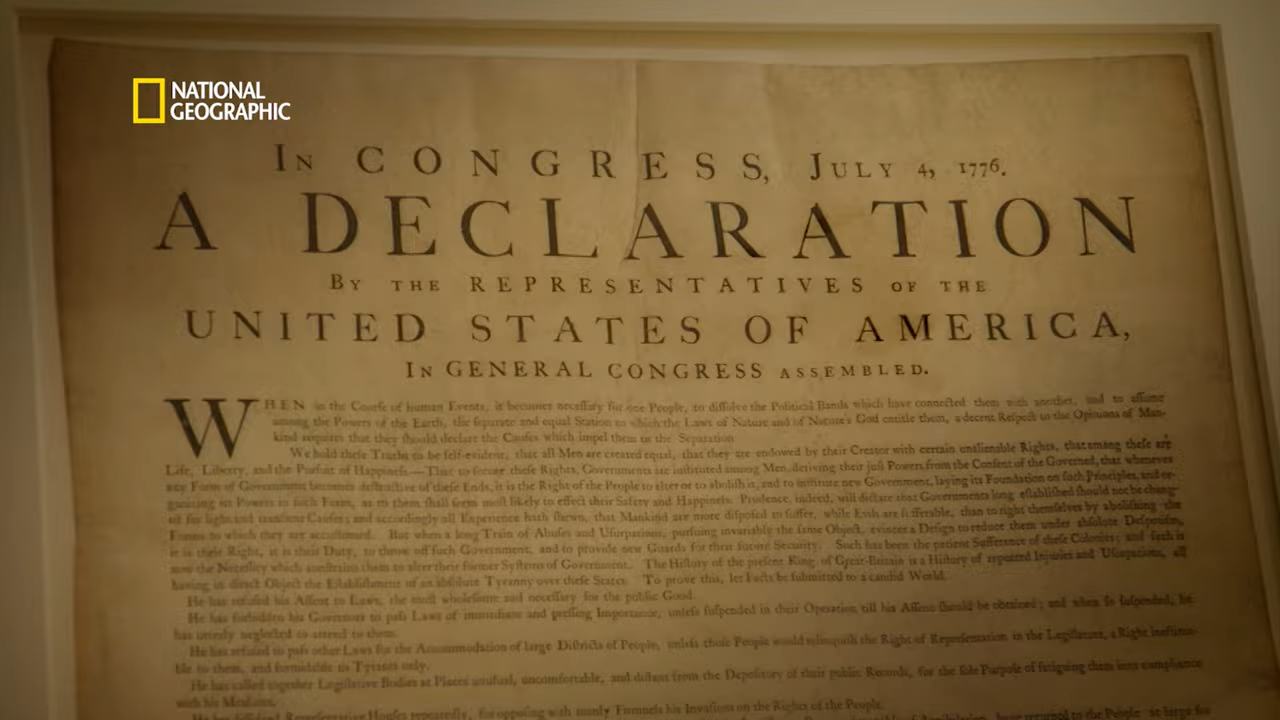 NATIONAL
GEOGRAPHIC
IN CONGRESS, JULY 4, 1776.
A DECLARATION
BY THE REPRESENTATIVES OF THE
UNITED STATES OF AMERICA,
IN GENERAL CONGRESS ASSEMBLED.
WHEN in the Courſe of human Events, it becomes neceſſary for one People, to diſſolve the Political Bands which have connected them with another, and to aſſume
among the Powers of the Earth, the ſeparate and equal Station to which the Laws of Nature and of Nature's God entitle them, a decent Reſpect to the Opinions of Man-
kind requires that they ſhould declare the Cauſes which impel them to the Separation
We hold theſe Truths to be ſelf-evident, that all Men are created equal, that they are endowed by their Creator with certain unalienable Rights, that among theſe are
Life, Liberty, and the Purſuit of Happineſs.—That to ſecure theſe Rights, Governments are inſtituted among Men, deriving their juſt Powers from the Conſent of the Governed, that whenever
any Form of Government becomes deſtructive of theſe Ends, it is the Right of the People to alter or to aboliſh it, and to inſtitute new Government, laying its Foundation on ſuch Principles, and or-
ganizing its Powers in ſuch Form, as to them ſhall ſeem moſt likely to effect their Safety and Happineſs. Prudence, indeed, will dictate that Governments long eſtabliſhed ſhould not be chang-
ed for light and tranſient Cauſes; and accordingly all Experience hath ſhewn, that Mankind are more diſpoſed to ſuffer, while Evils are ſufferable, than to right themſelves by aboliſhing the
Forms to which they are accuſtomed. But when a long Train of Abuſes and Uſurpations, purſuing invariably the ſame Object, evinces a Deſign to reduce them under abſolute Deſpotiſm,
it is their Right, it is their Duty, to throw off ſuch Government, and to provide new Guards for their future Security. Such has been the patient Sufferance of theſe Colonies; and ſuch is
now the Neceſſity which conſtrains them to alter their former Syſtems of Government. The Hiſtory of the preſent King of Great-Britain is a Hiſtory of repeated Injuries and Uſurpations, all
having in direct Object the Eſtabliſhment of an abſolute Tyranny over theſe States. To prove this, let Facts be ſubmitted to a candid World.
He has refuſed his Aſſent to Laws, the moſt wholeſome and neceſſary for the public Good.
He has forbidden his Governors to paſs Laws of immediate and preſſing Importance, unleſs ſuſpended in their Operation till his Aſſent ſhould be obtained; and when ſo ſuſpended, he
has utterly neglected to attend to them.
He has refuſed to paſs other Laws for the Accommodation of large Diſtricts of People, unleſs thoſe People would relinquiſh the Right of Repreſentation in the Legiſlature, a Right ineſtima-
ble to them, and formidable to Tyrants only.
He has called together Legiſlative Bodies at Places unuſual, uncomfortable, and diſtant from the Depoſitory of their public Records, for the ſole Purpoſe of fatiguing them into compliance
with his Meaſures.
Repreſentative Houſes repeatedly, for oppoſing with manly Firmneſs his Invaſions on the Rights of the People.